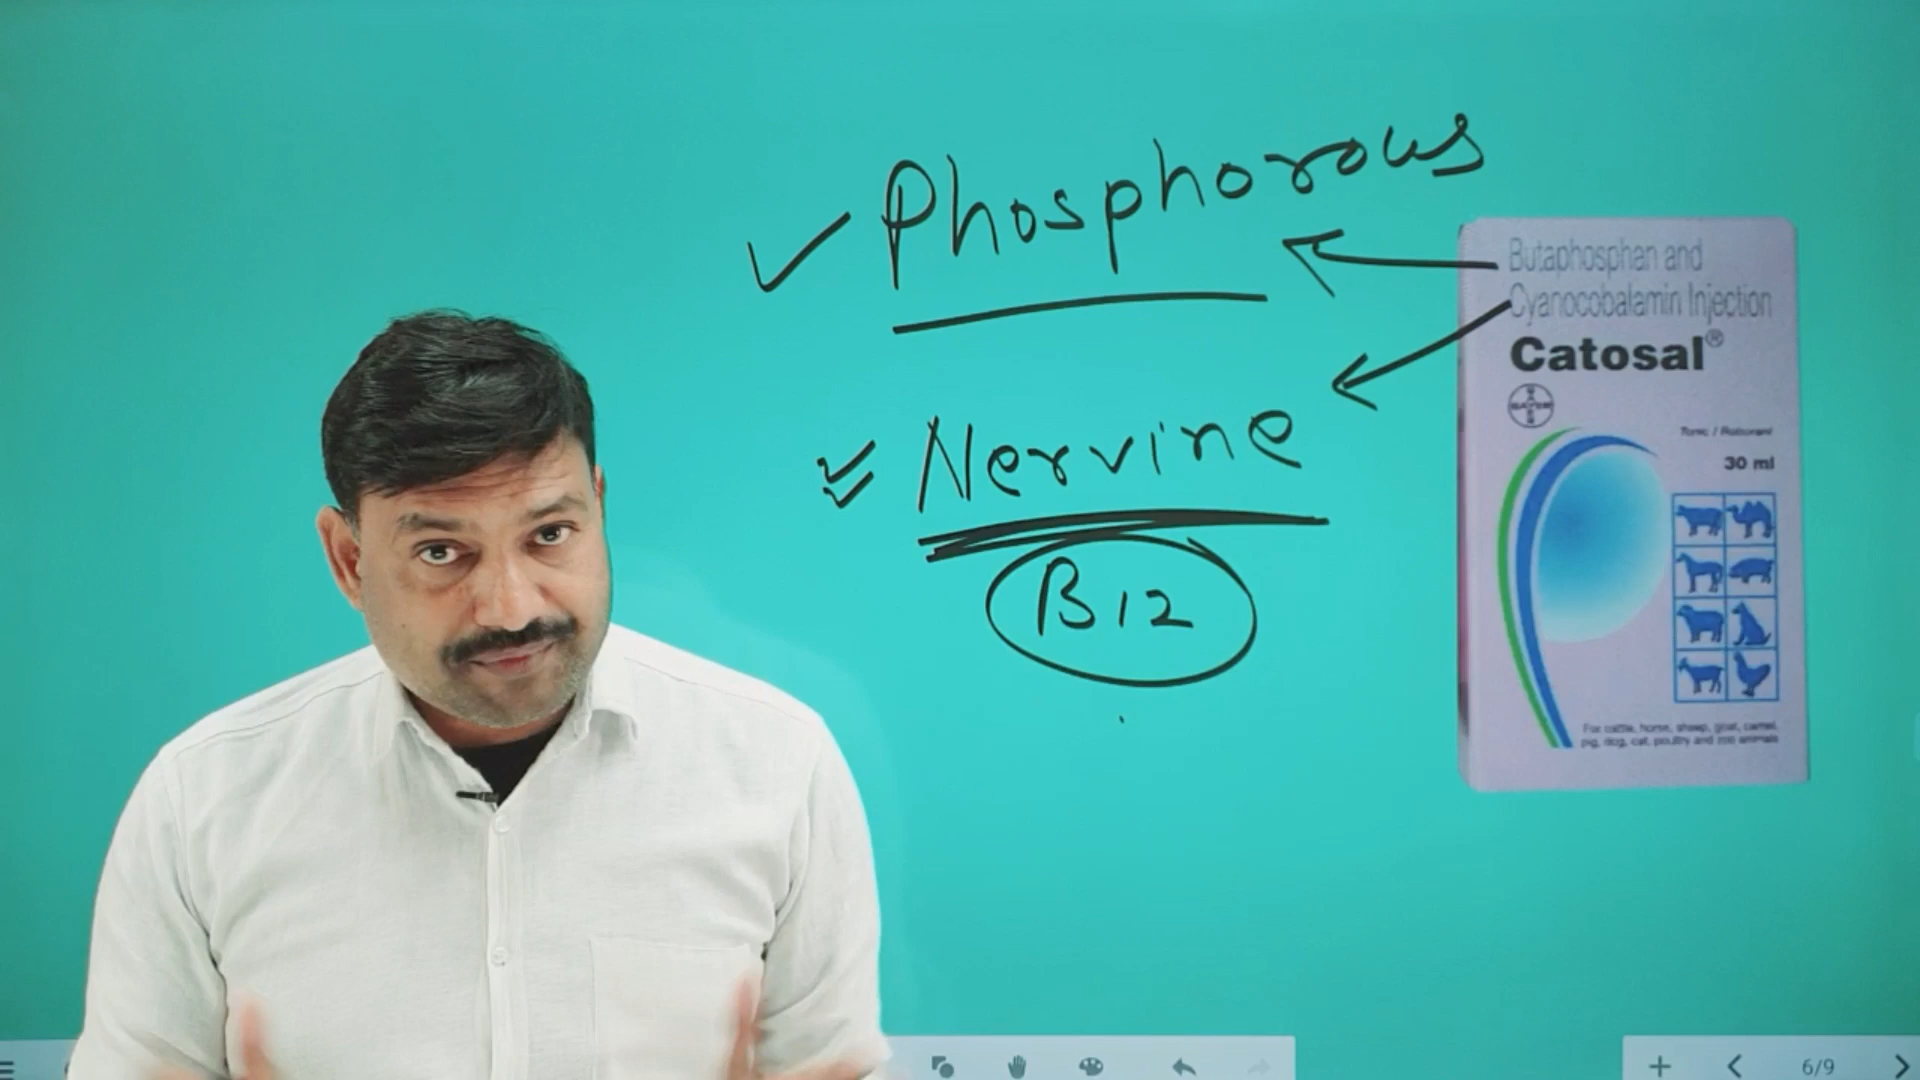 Phosphorous
Nervine
B12
Butaphosphan and
Cyanocobalamin Injection
Catosal®
BAYER
Tonic / Roborant
30 ml
For cattle, horse, sheep, goat, camel,
pig, dog, cat, poultry and zoo animals
6/9